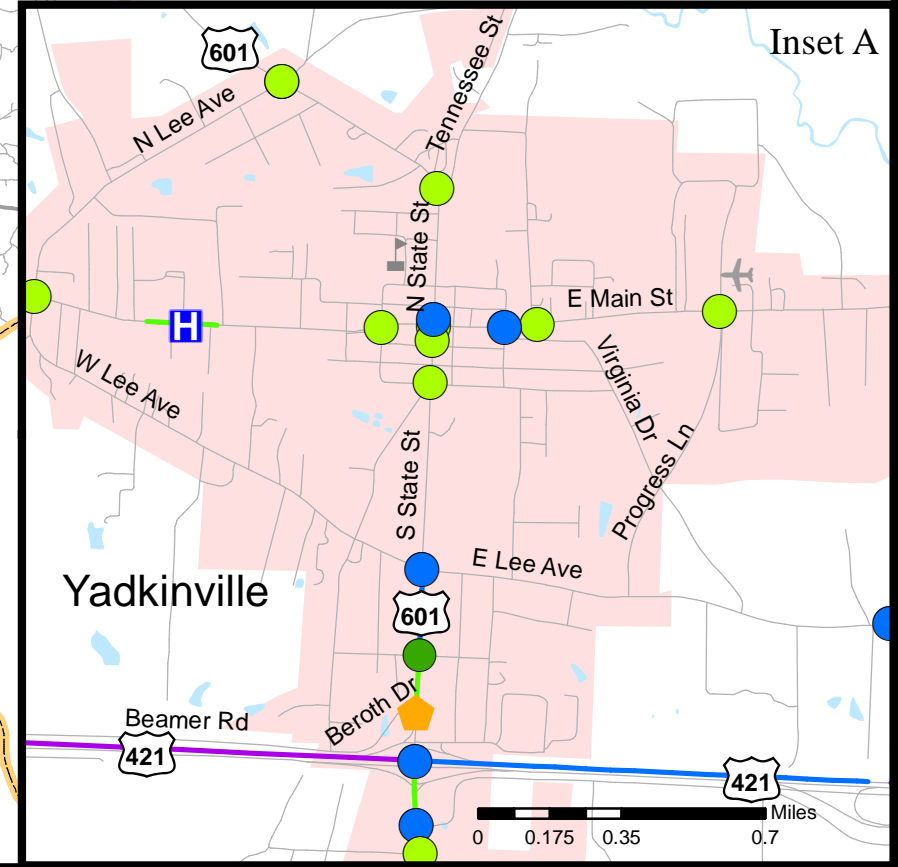 Inset A
601
Tennessee St
N Lee Ave
N State St
E Main St
H
Virginia Dr
W Lee Ave
Progress Ln
S State St
E Lee Ave
Yadkinville
601
Beroth Dr
Beamer Rd
421
421
Miles
0 0.175 0.35 0.7